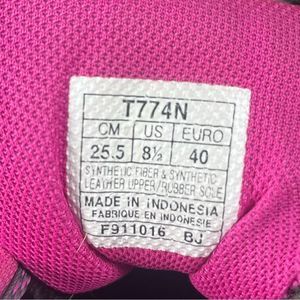 T774N
CM US EURO
25.5 8½ 40
SYNTHETIC FIBER & SYNTHETIC
LEATHER UPPER/RUBBER SOLE
MADE IN INDONESIA
FABRIQUE EN INDONESIE
F911016 BJ